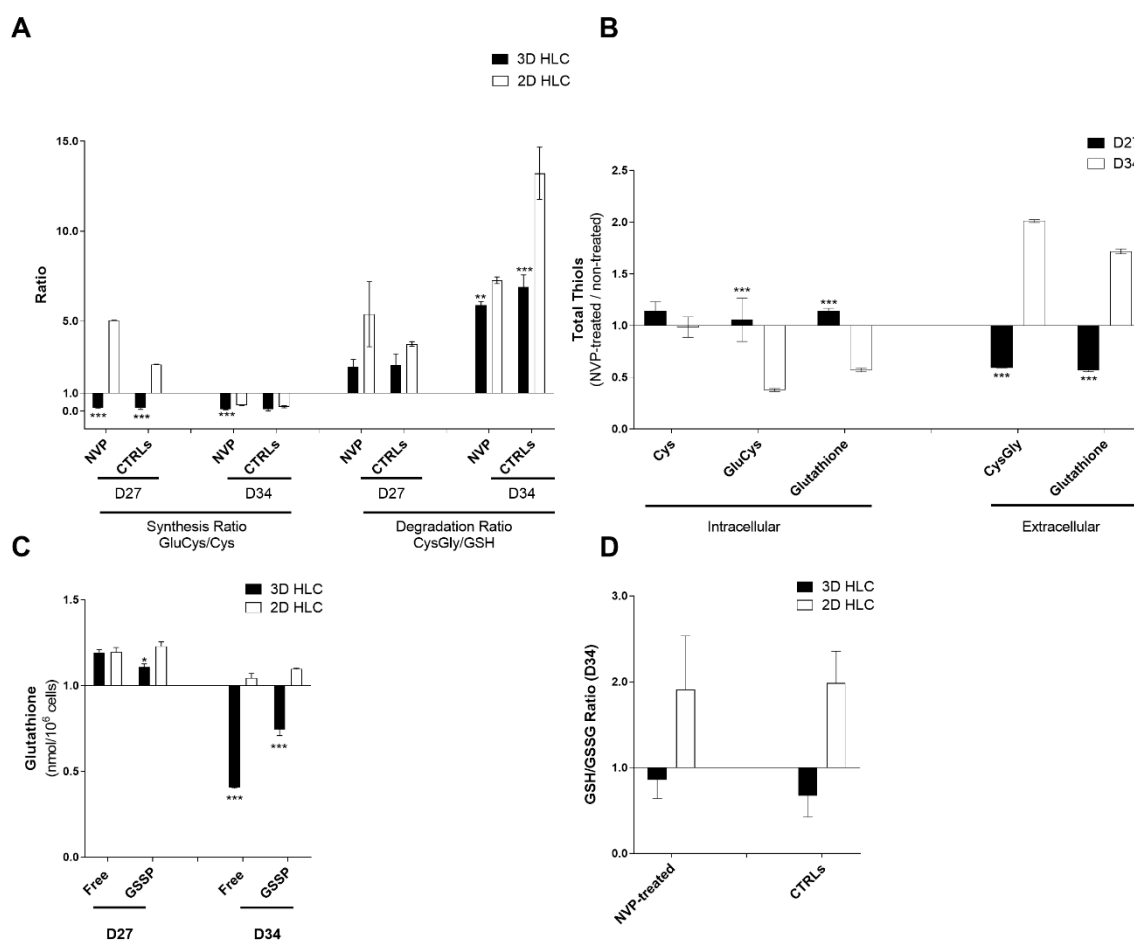 A
3D HLC
2D HLC
15.0
10.0
5.0
1.0
0.0
Ratio
***
***
***
**
***
NVP
CTRLs
NVP
CTRLs
NVP
CTRLs
NVP
CTRLs
D27
D34
D27
D34
Synthesis Ratio
GluCys/Cys
Degradation Ratio
CysGly/GSH
B
D27
D34
2.5
2.0
1.5
1.0
0.5
0.0
Total Thiols
(NVP-treated / non-treated)
***
***
***
***
Cys
GluCys
Glutathione
CysGly
Glutathione
Intracellular
Extracellular
C
3D HLC
2D HLC
1.5
1.0
0.5
0.0
Glutathione
(nmol/10⁶ cells)
*
***
***
Free
GSSP
Free
GSSP
D27
D34
D
3D HLC
2D HLC
3.0
2.0
1.0
0.0
GSH/GSSG Ratio (D34)
NVP-treated
CTRLs